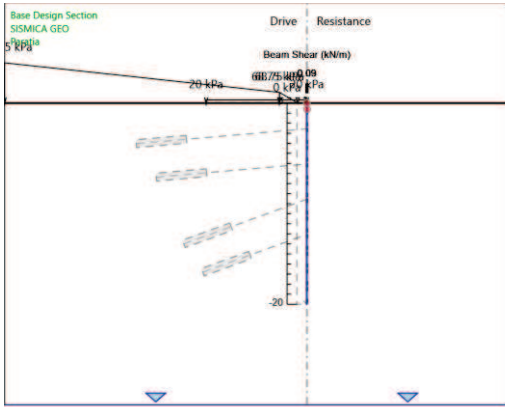 Base Design Section
SISMICA GEO
Paratia
Drive Resistance
5 kPa
Beam Shear (kN/m)
0.09
20 kPa
0 kPa
-20